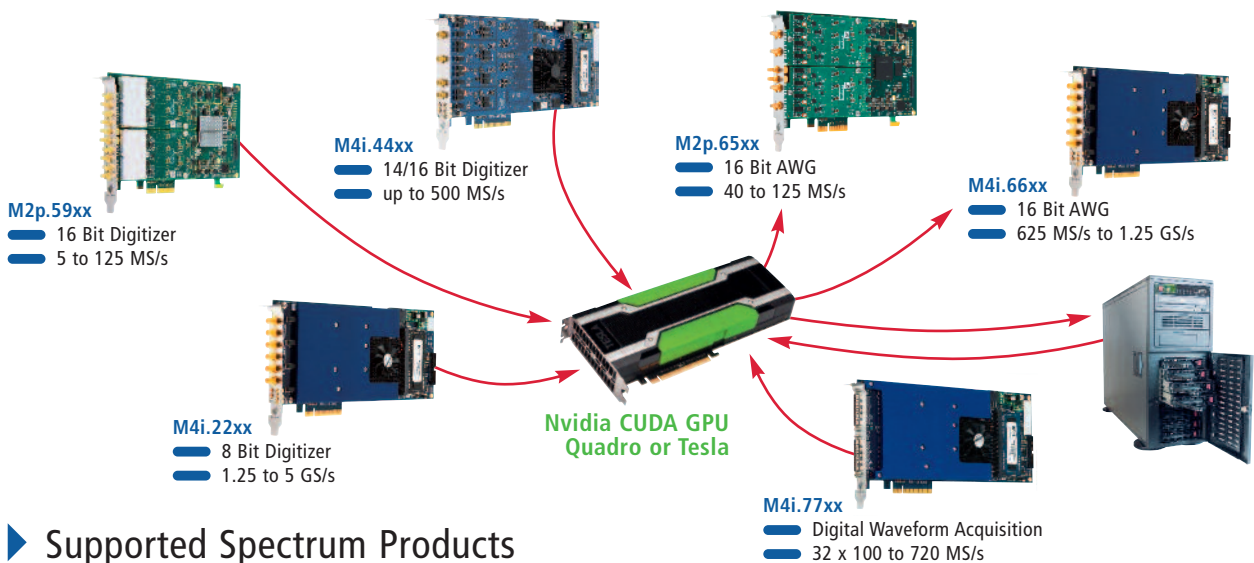 M2p.59xx
16 Bit Digitizer
5 to 125 MS/s
M4i.44xx
14/16 Bit Digitizer
up to 500 MS/s
M2p.65xx
16 Bit AWG
40 to 125 MS/s
M4i.66xx
16 Bit AWG
625 MS/s to 1.25 GS/s
M4i.22xx
8 Bit Digitizer
1.25 to 5 GS/s
Nvidia CUDA GPU
Quadro or Tesla
TESLA
M4i.77xx
Digital Waveform Acquisition
32 x 100 to 720 MS/s
Supported Spectrum Products